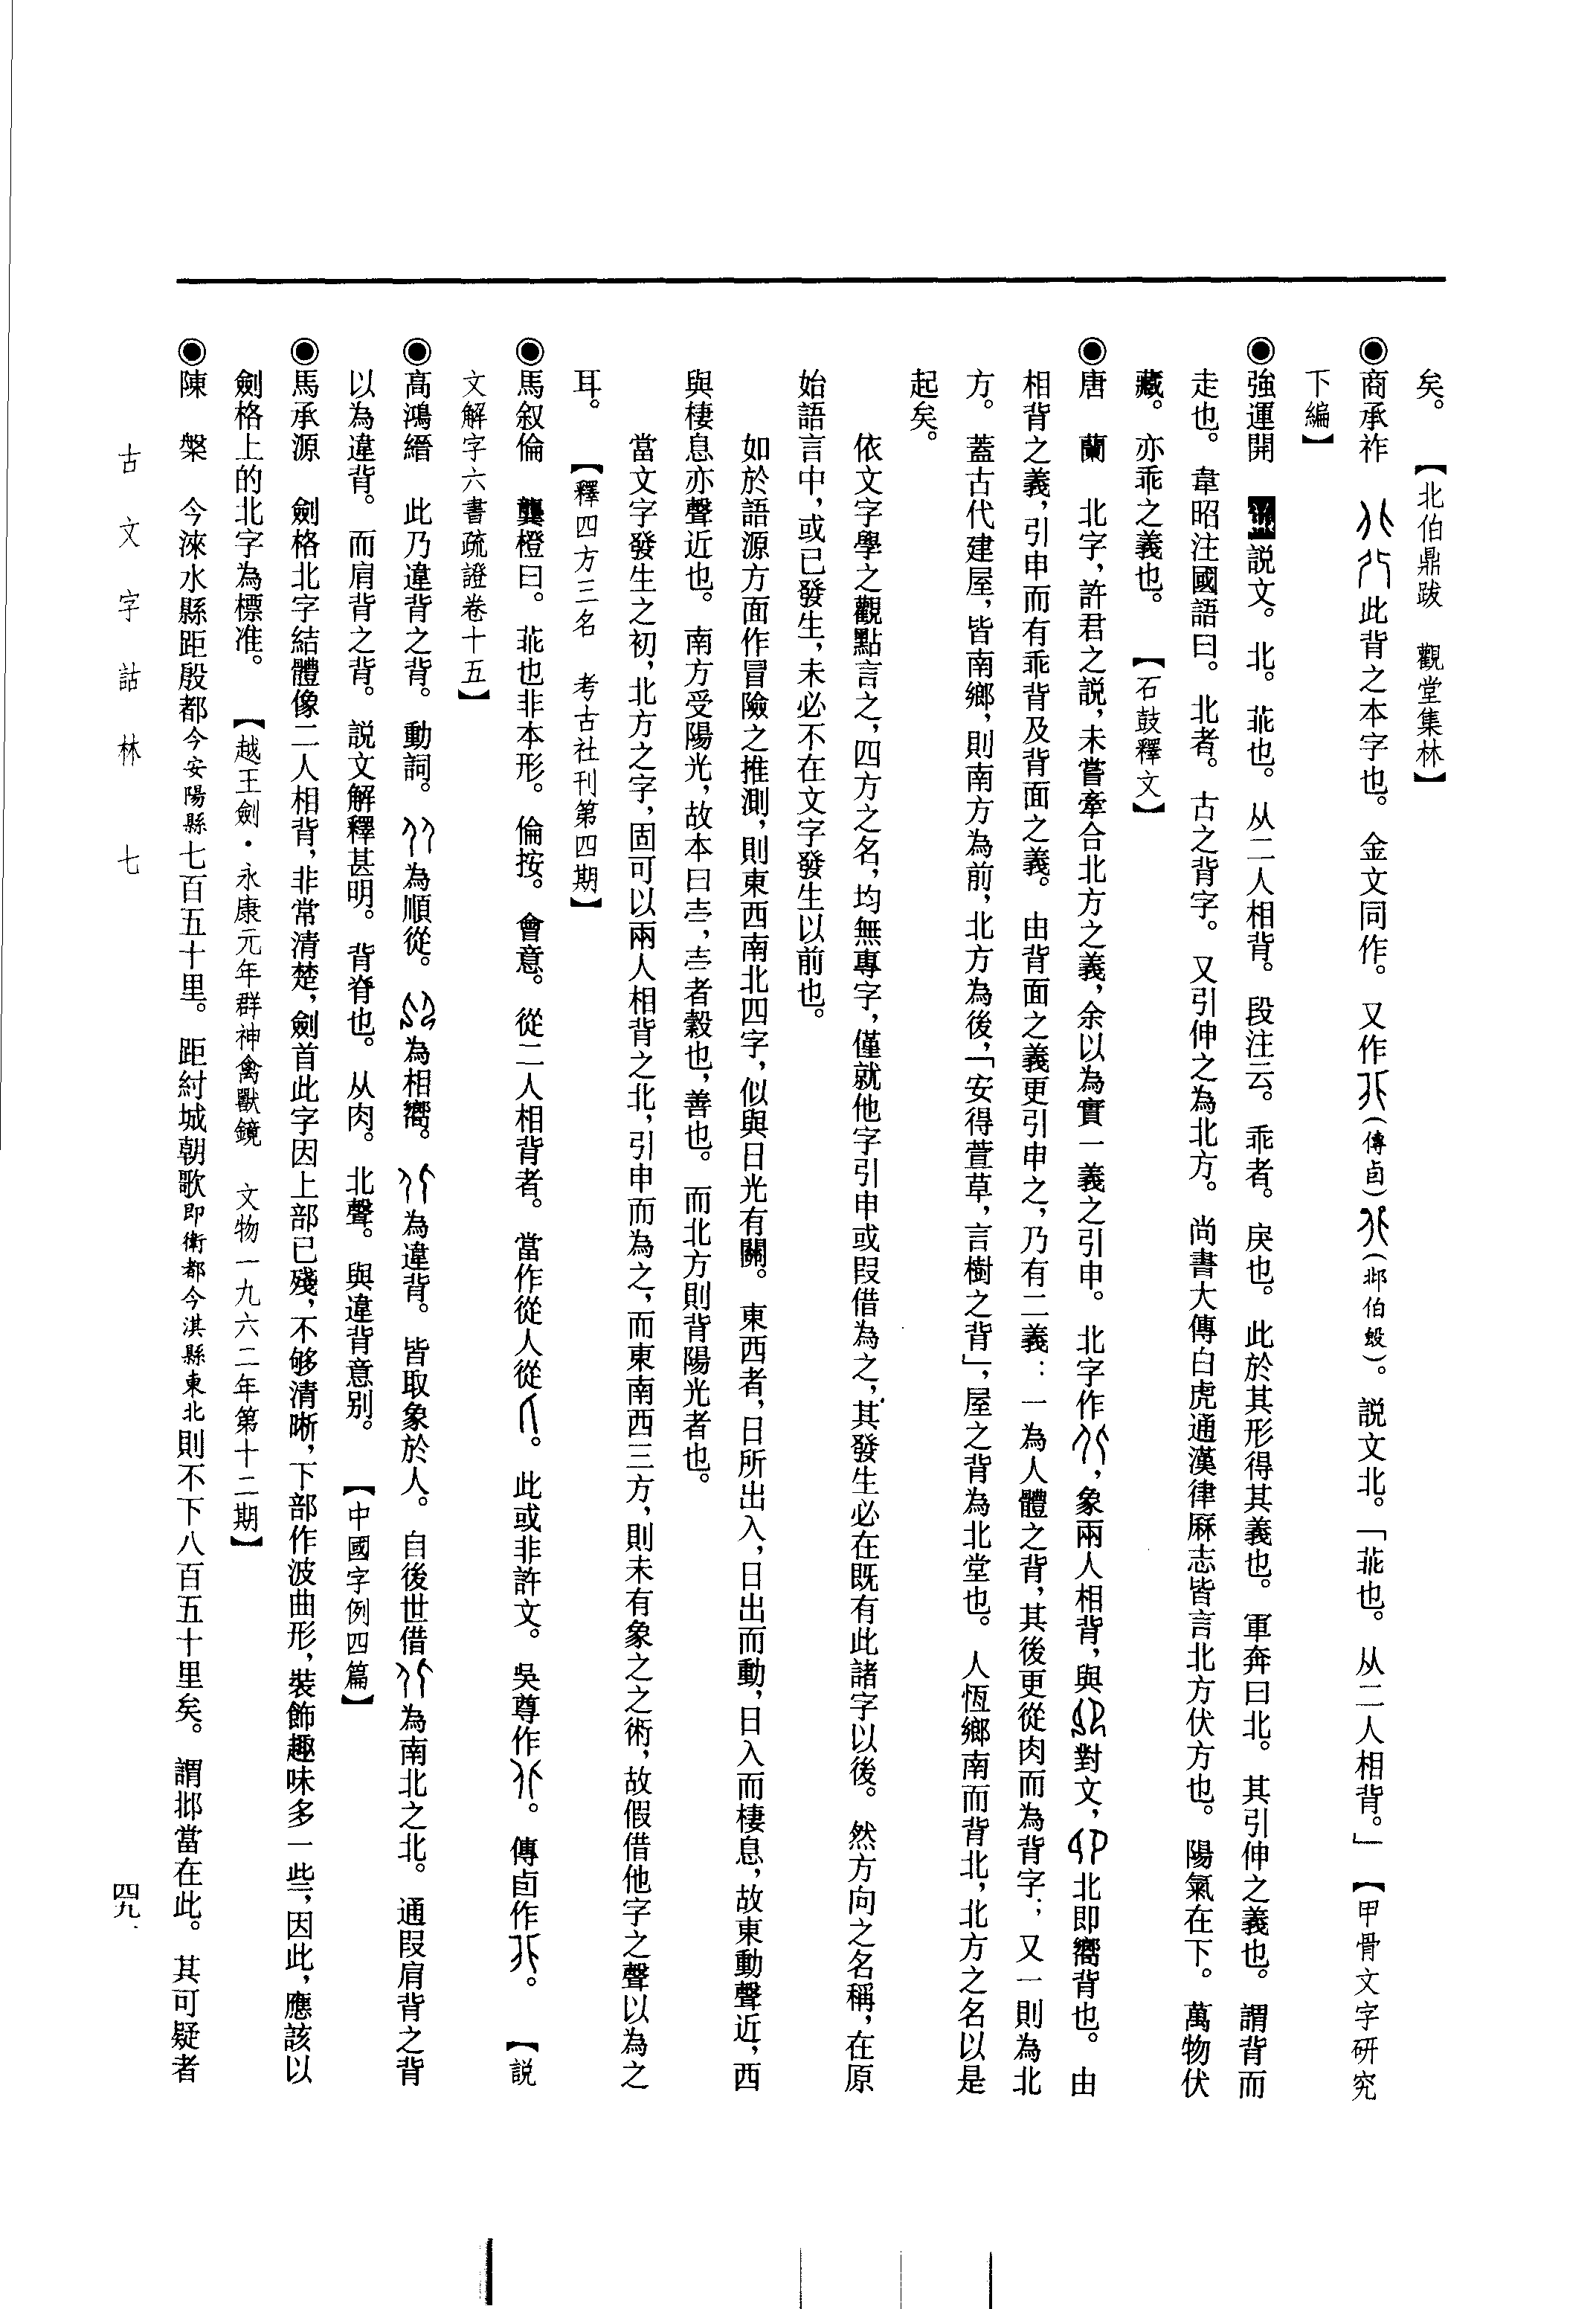 矣。　【北伯鼎跋　觀堂集林】
◉商承祚　此背之本字也。金文同作。又作（傳卣）（邶伯𣪘）。説文北。「菲也。从二人相背。」　【甲骨文字研究
下編】
◉強運開　説文。北。菲也。从二人相背。段注云。乖者。戾也。此於其形得其義也。軍奔曰北。其引伸之義也。謂背而
走也。韋昭注國語曰。北者。古之背字。又引伸之為北方。尚書大傳白虎通漢律厤志皆言北方伏方也。陽氣在下。萬物伏
藏。亦乖之義也。　【石鼓釋文】
◉唐　蘭　北字，許君之説，未嘗牽合北方之義，余以為實一義之引申。北字作，象兩人相背，與對文，北即嚮背也。由
相背之義，引申而有乖背及背面之義。由背面之義更引申之，乃有二義：一為人體之背，其後更從肉而為背字；又一則為北
方。蓋古代建屋，皆南鄉，則南方為前，北方為後，「安得萱草，言樹之背」，屋之背為北堂也。人恆鄉南而背北，北方之名以是
起矣。
依文字學之觀點言之，四方之名，均無專字，僅就他字引申或叚借為之，其發生必在既有此諸字以後。然方向之名稱，在原
始語言中，或已發生，未必不在文字發生以前也。
如於語源方面作冒險之推測，則東西南北四字，似與日光有關。東西者，日所出入，日出而動，日入而棲息，故東動聲近，西
與棲息亦聲近也。南方受陽光，故本曰𡉉，𡉉者穀也，善也。而北方則背陽光者也。
當文字發生之初，北方之字，固可以兩人相背之北，引申而為之，而東南西三方，則未有象之之術，故假借他字之聲以為之
耳。　【釋四方三名　考古社刊第四期】
◉馬叙倫　龔橙曰。菲也非本形。倫按。會意。從二人相背者。當作從人從。此或非許文。吳尊作。傳卣作。　【説
文解字六書疏證卷十五】
◉高鴻縉　此乃違背之背。動詞。為順從。為相嚮。為違背。皆取象於人。自後世借為南北之北。通叚肩背之背
以為違背。而肩背之背。説文解釋甚明。背脊也。从肉。北聲。與違背意别。　【中國字例四篇】
◉馬承源　劍格北字結體像二人相背，非常清楚，劍首此字因上部已殘，不够清晰，下部作波曲形，裝飾趣味多一些，因此，應該以
劍格上的北字為標准。　【越王劍・永康元年群神禽獸鏡　文物一九六二年第十二期】
◉陳　槃　今淶水縣距殷都今安陽縣七百五十里。距紂城朝歌即衛都今淇縣東北則不下八百五十里矣。謂邶當在此。其可疑者
古文字詁林　七
四九